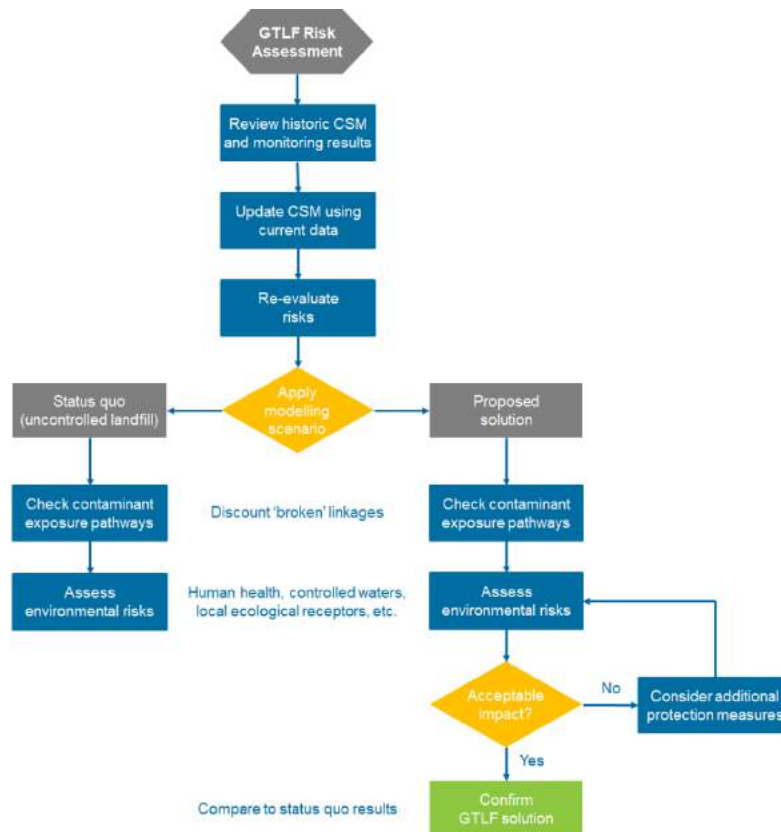 GTLF Risk
Assessment
Review historic CSM
and monitoring results
Update CSM using
current data
Re-evaluate
risks
Apply
modelling
scenario
Status quo
(uncontrolled landfill)
Proposed
solution
Check contaminant
exposure pathways
Discount ‘broken’ linkages
Check contaminant
exposure pathways
Assess
environmental risks
Human health, controlled waters,
local ecological receptors, etc.
Assess
environmental risks
Acceptable
impact?
No
Consider additional
protection measures
Yes
Compare to status quo results
Confirm
GTLF solution